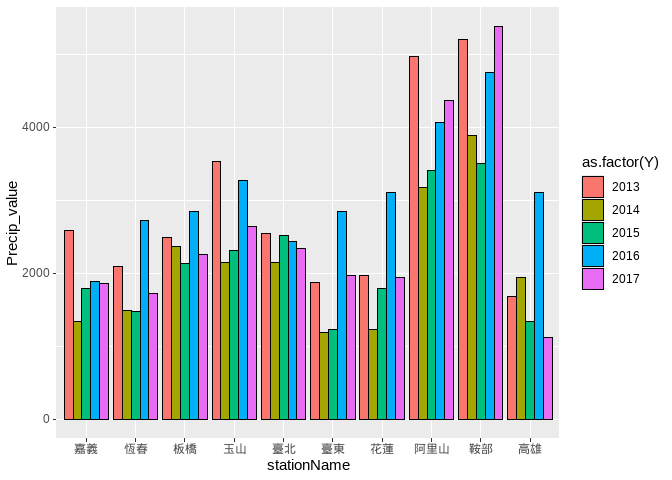 Precip_value
4000
2000
0
嘉義 恆春 板橋 玉山 臺北 臺東 花蓮 阿里山 鞍部 高雄
stationName
as.factor(Y)
2013
2014
2015
2016
2017